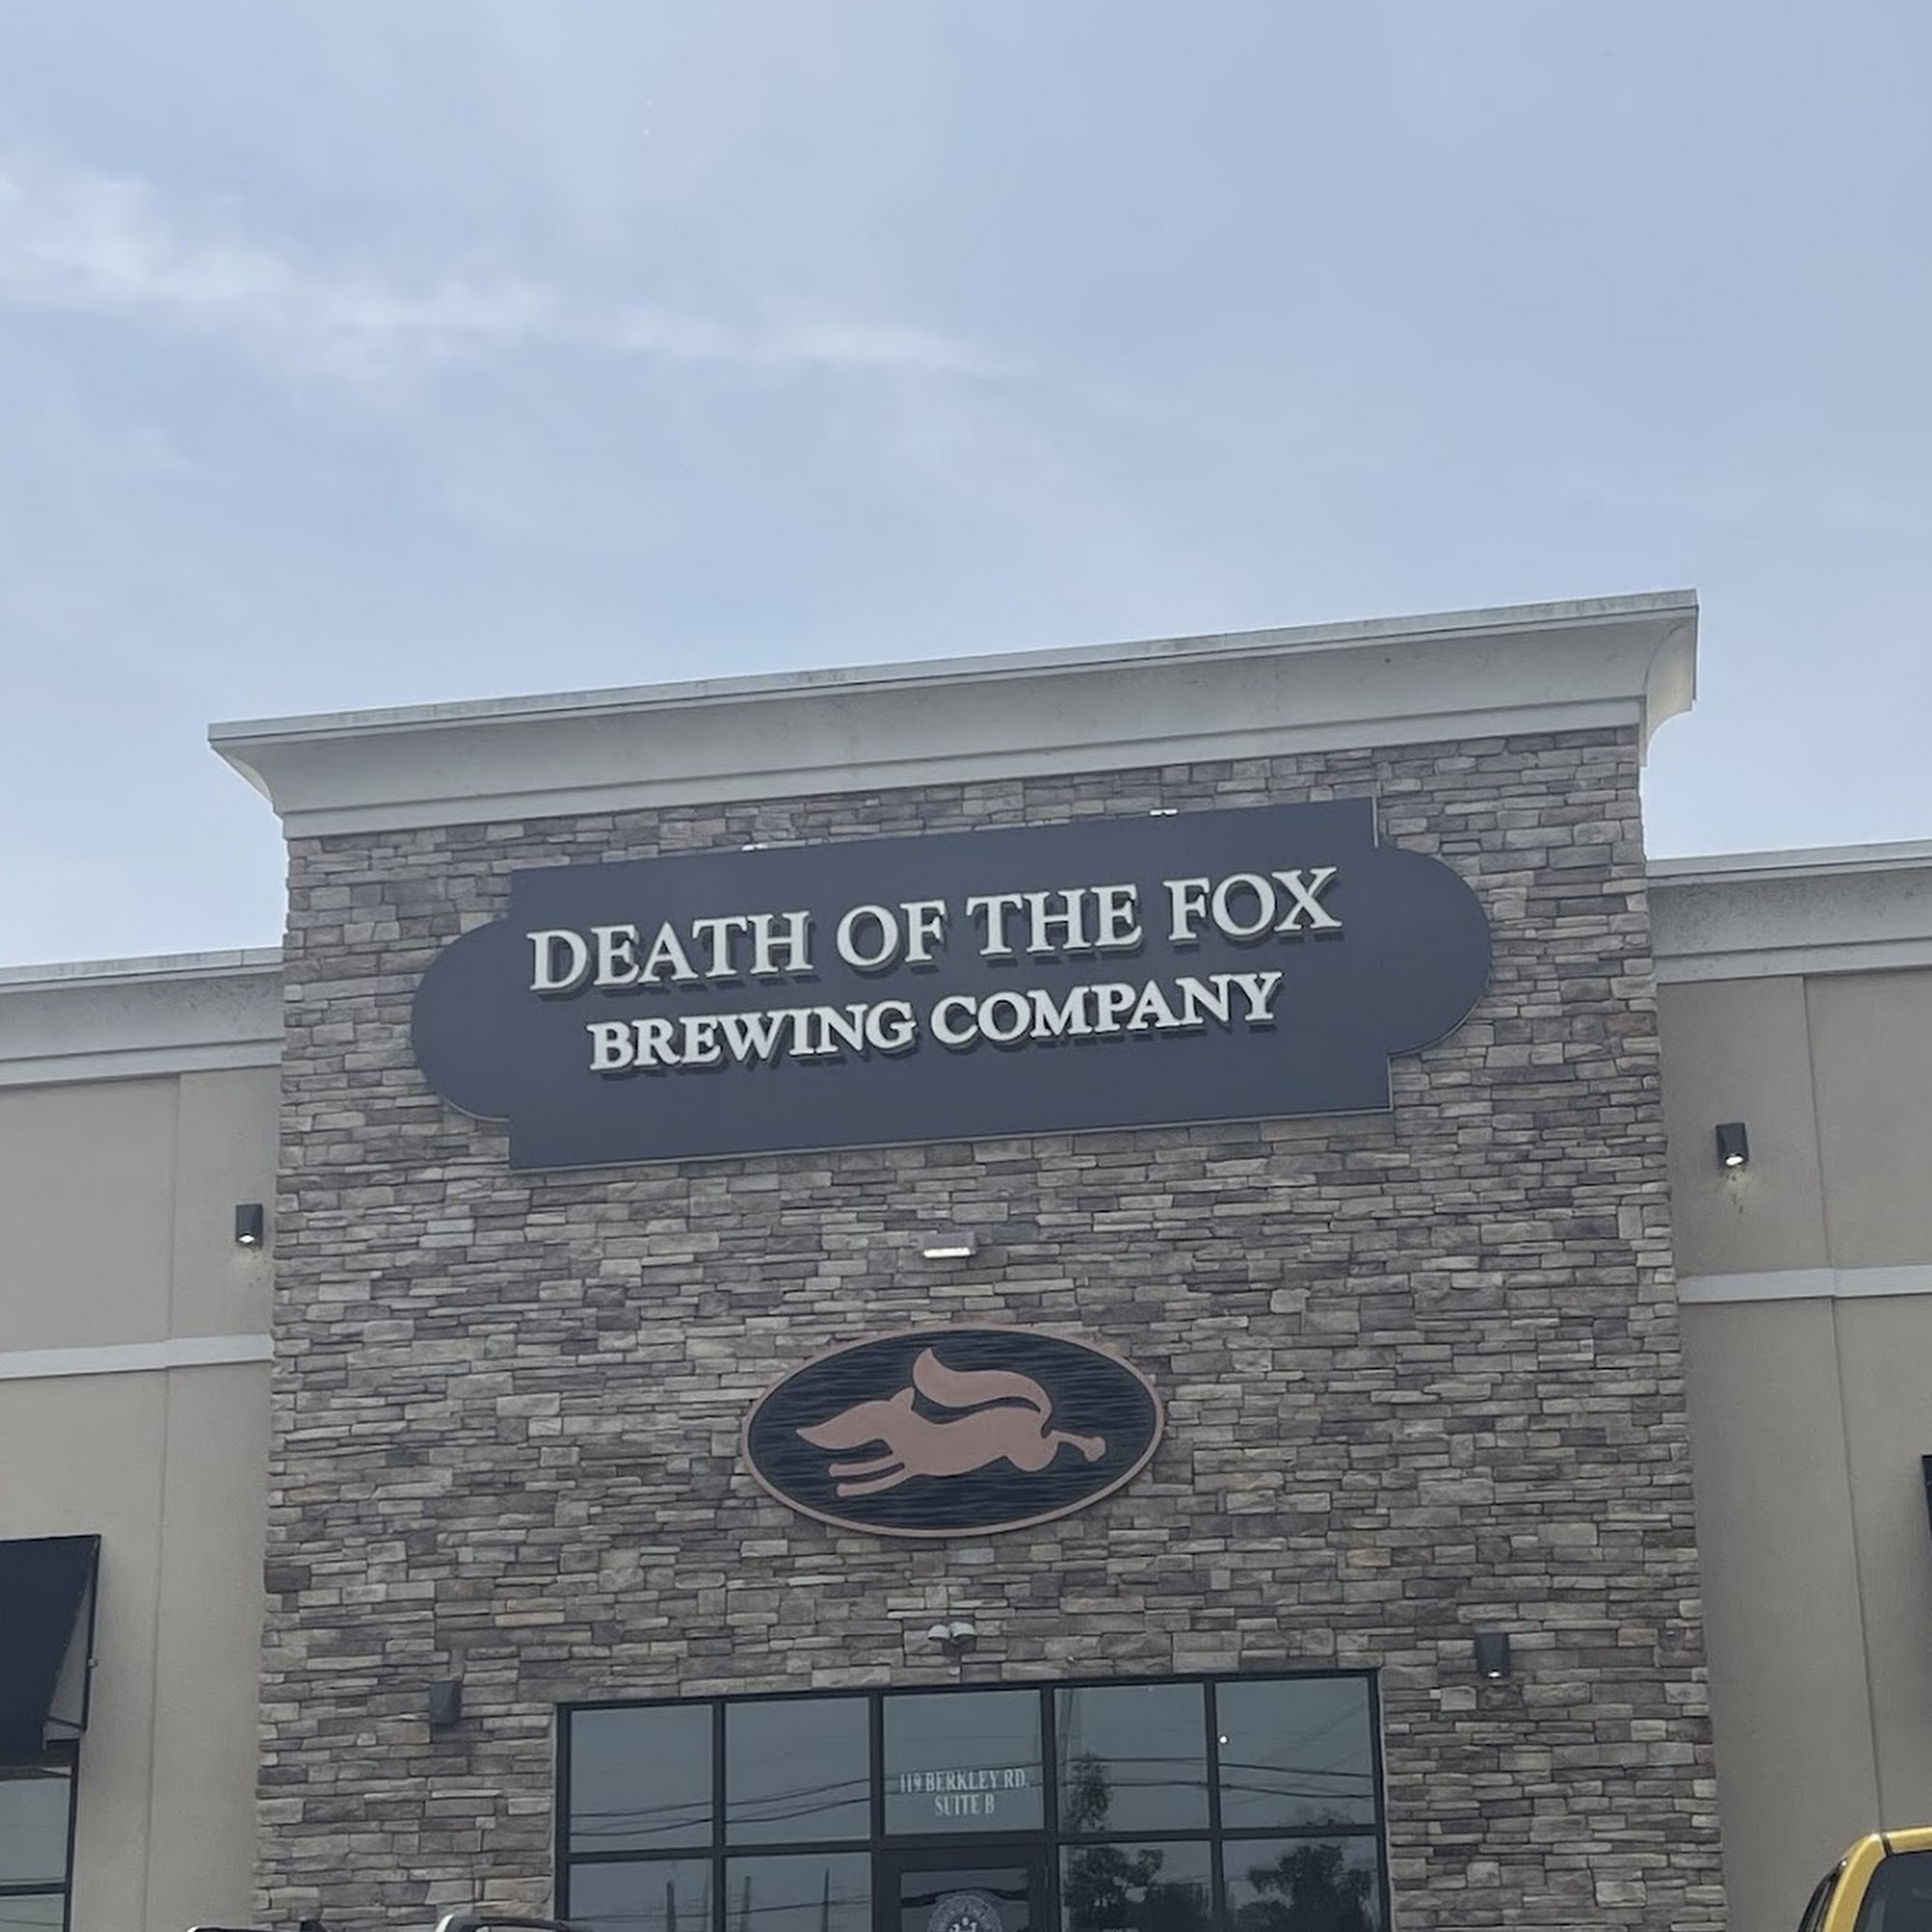 DEATH OF THE FOX
BREWING COMPANY
119 BERKLEY RD,
SUITE B